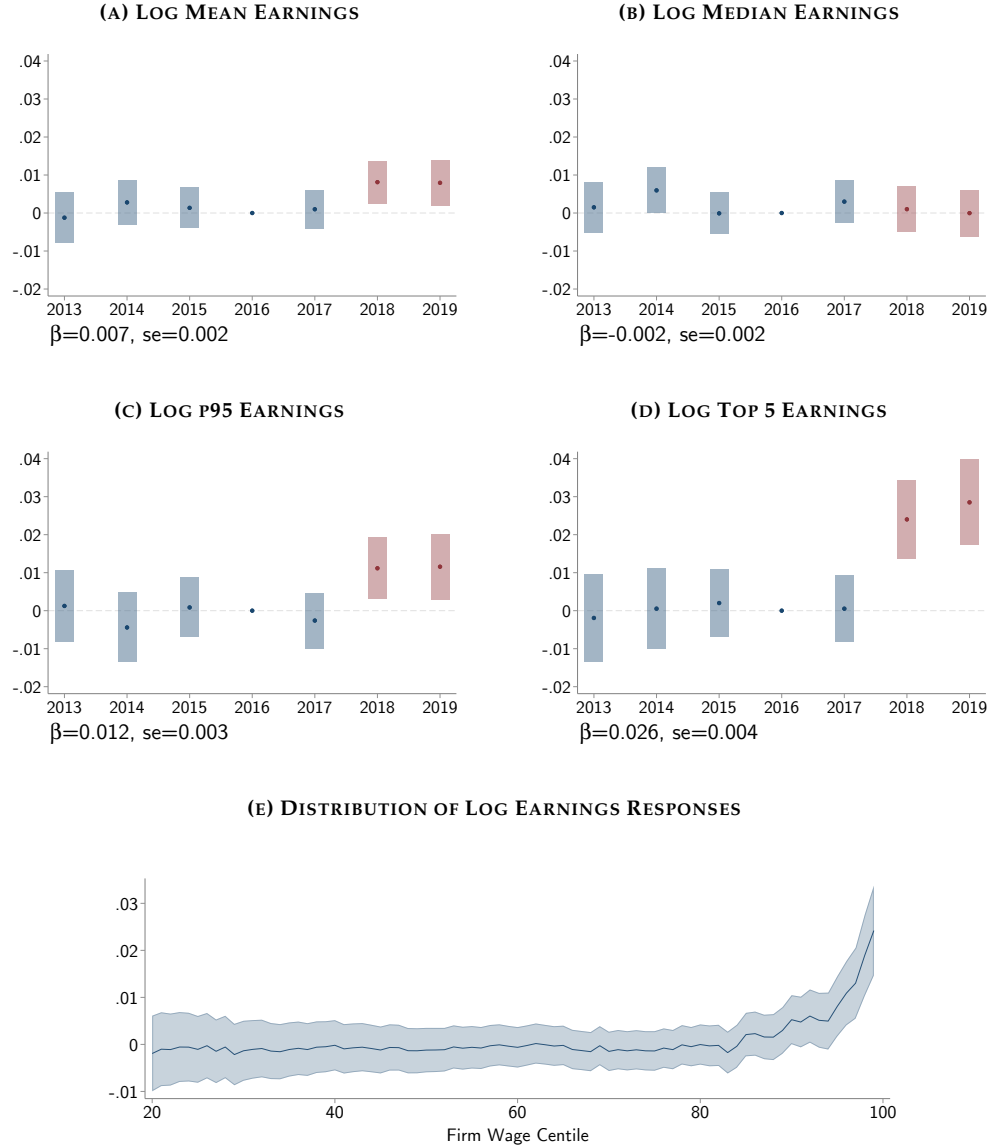 (A) LOG MEAN EARNINGS
.04
.03
.02
.01
0
-.01
-.02
2013 2014 2015 2016 2017 2018 2019
β=0.007, se=0.002
(B) LOG MEDIAN EARNINGS
.04
.03
.02
.01
0
-.01
-.02
2013 2014 2015 2016 2017 2018 2019
β=-0.002, se=0.002
(C) LOG P95 EARNINGS
.04
.03
.02
.01
0
-.01
-.02
2013 2014 2015 2016 2017 2018 2019
β=0.012, se=0.003
(D) LOG TOP 5 EARNINGS
.04
.03
.02
.01
0
-.01
-.02
2013 2014 2015 2016 2017 2018 2019
β=0.026, se=0.004
(E) DISTRIBUTION OF LOG EARNINGS RESPONSES
.03
.02
.01
0
-.01
20 40 60 80 100
Firm Wage Centile